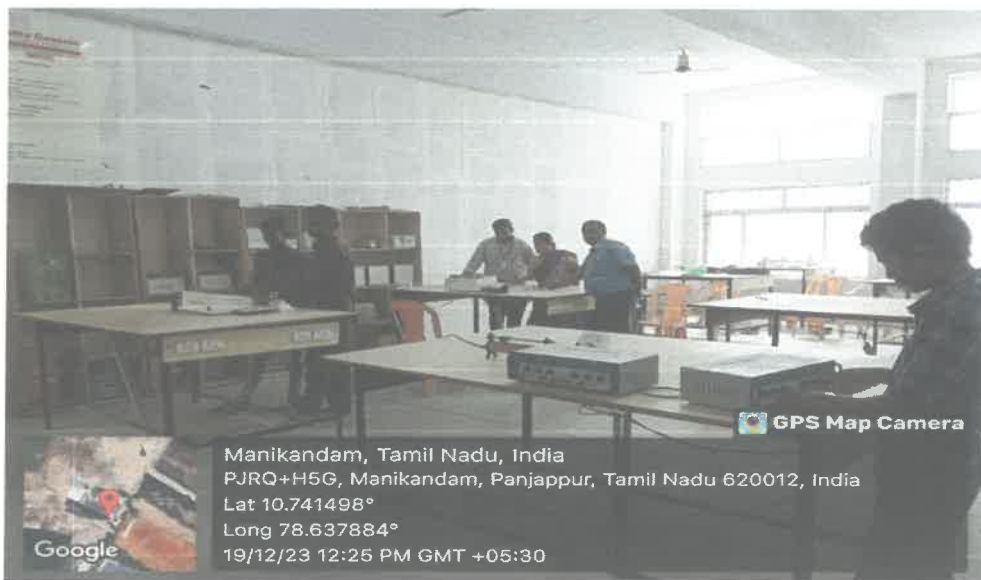 GPS Map Camera
Manikandam, Tamil Nadu, India
PJRQ+H5G, Manikandam, Panjappur, Tamil Nadu 620012, India
Lat 10.741498°
Long 78.637884°
19/12/23 12:25 PM GMT +05:30
Google